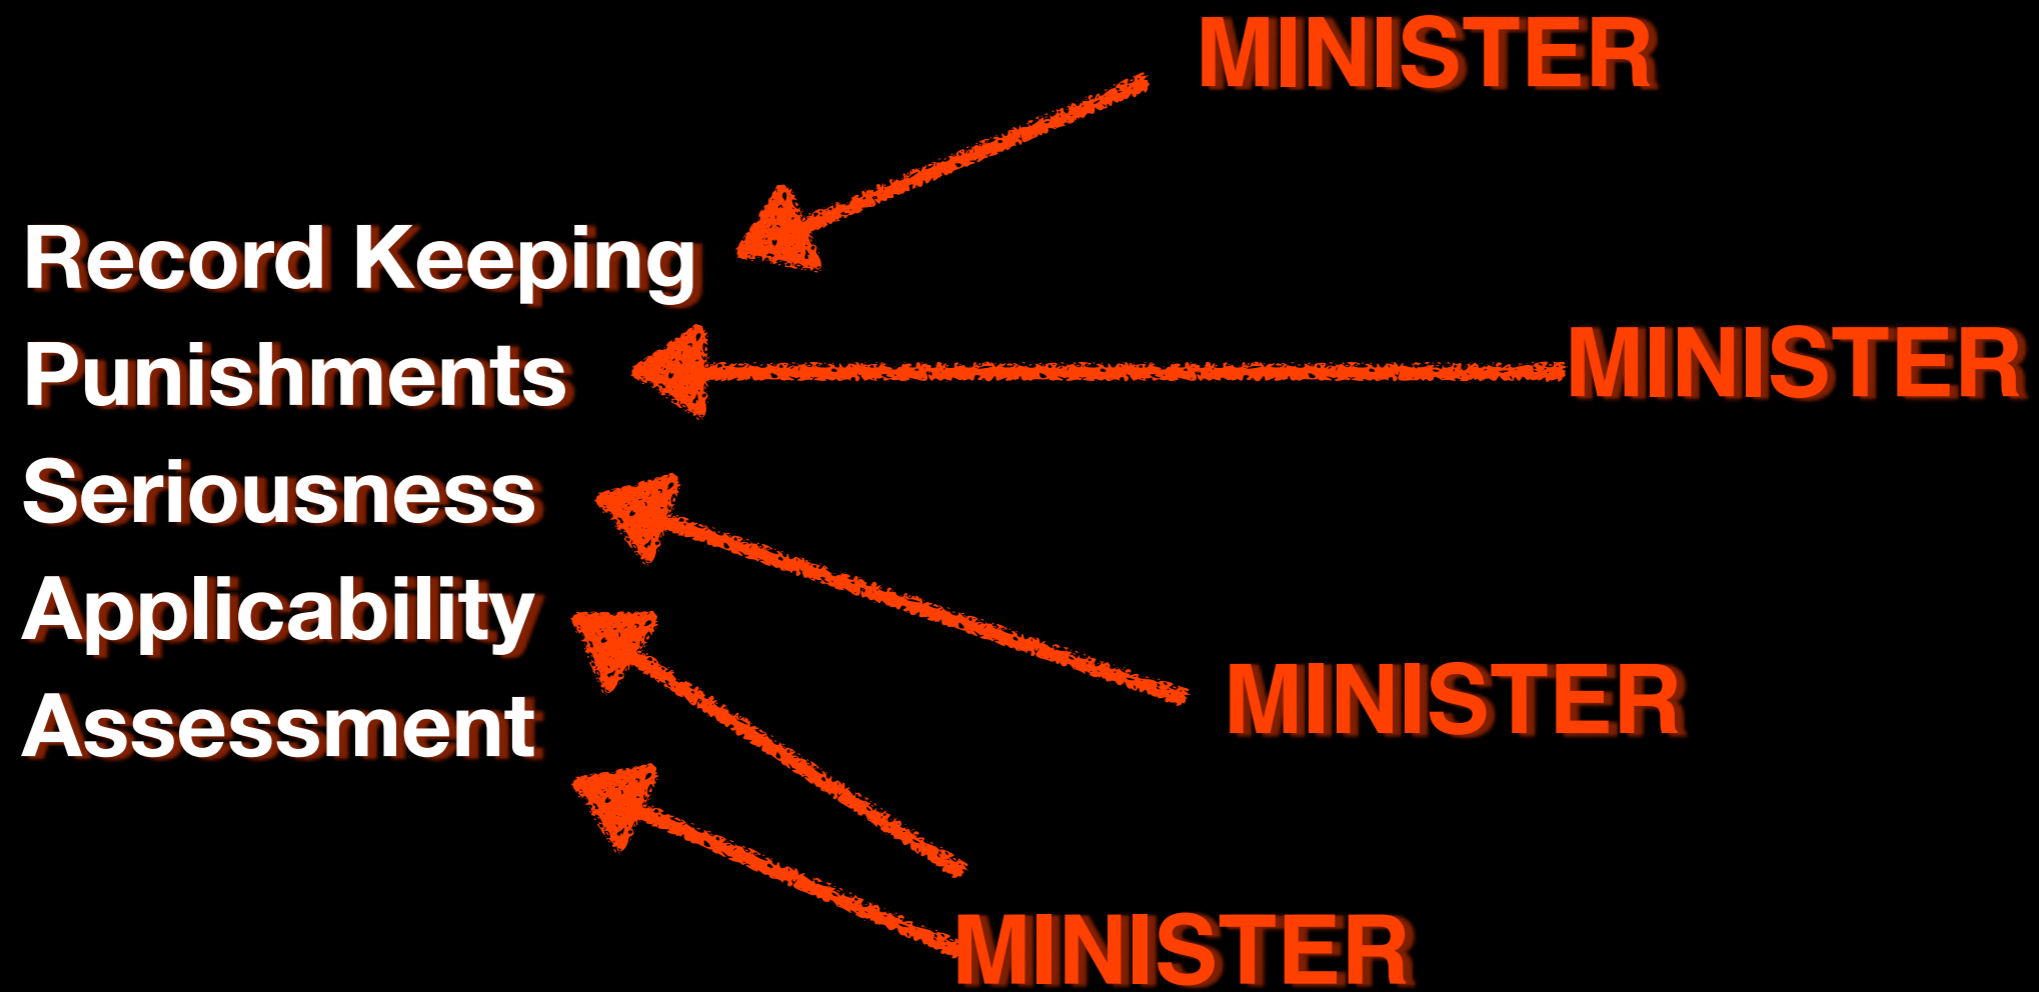 MINISTER
Record Keeping
Punishments
MINISTER
Seriousness
Applicability
MINISTER
Assessment
MINISTER